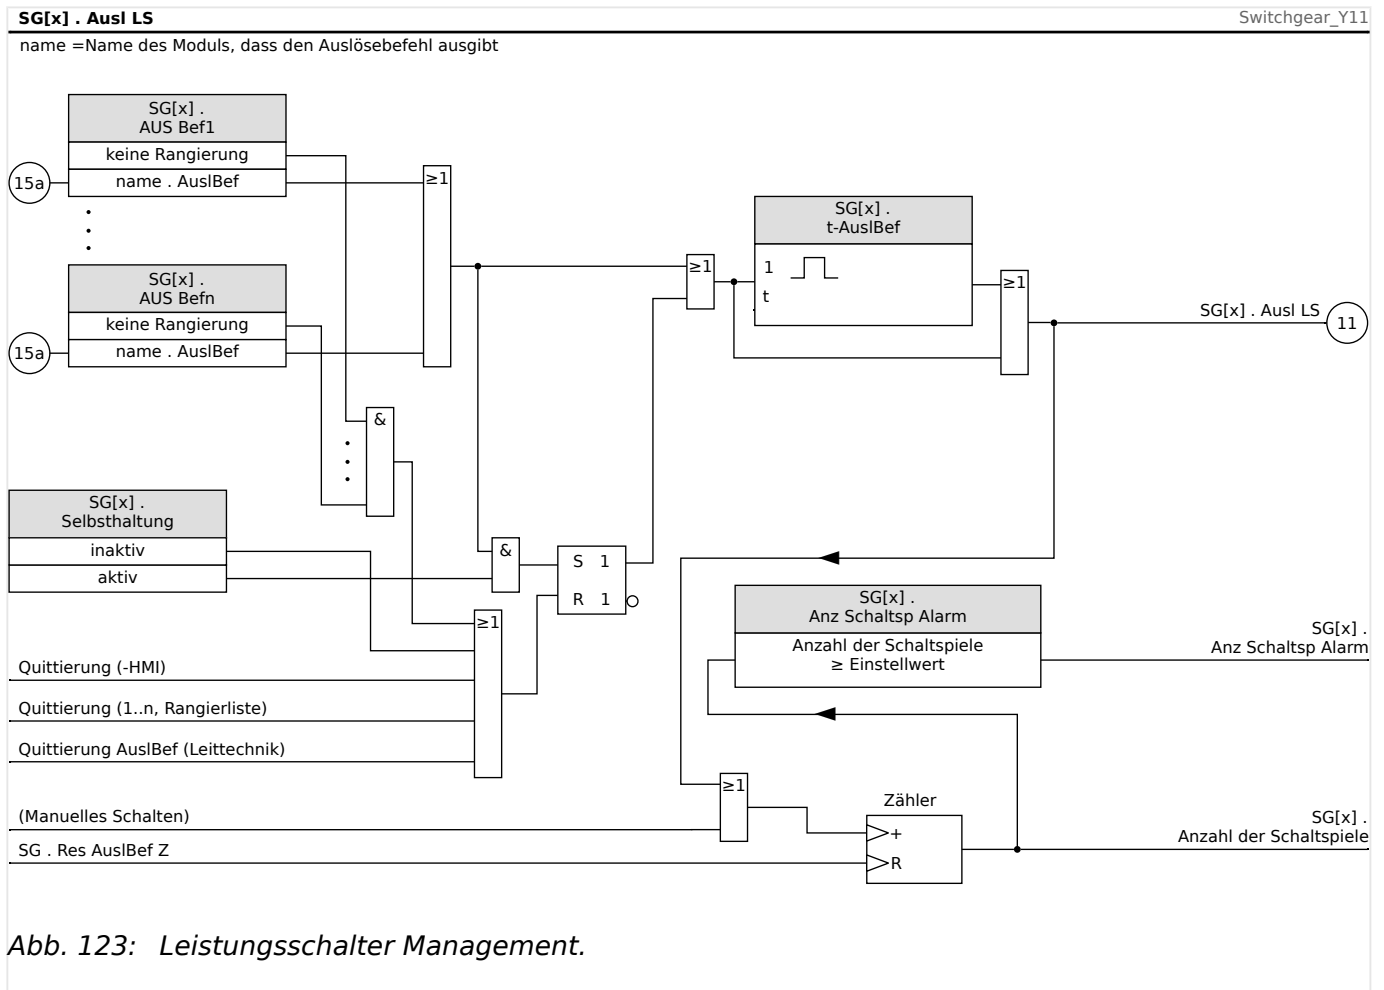 SG[x] . Ausl LS
Switchgear_Y11
name =Name des Moduls, dass den Auslösebefehl ausgibt
SG[x] .
AUS Bef1
keine Rangierung
15a
name . AuslBef
≥1
SG[x] .
t-AuslBef
1
t
≥1
≥1
SG[x] . Ausl LS
11
SG[x] .
AUS Befn
keine Rangierung
15a
name . AuslBef
&
SG[x] .
Selbsthaltung
inaktiv
aktiv
&
S 1
R 1
≥1
SG[x] .
Anz Schaltsp Alarm
Anzahl der Schaltspiele
≥ Einstellwert
SG[x] .
Anz Schaltsp Alarm
Quittierung (-HMI)
Quittierung (1..n, Rangierliste)
Quittierung AuslBef (Leittechnik)
≥1
Zähler
(Manuelles Schalten)
+
SG[x] .
Anzahl der Schaltspiele
SG . Res AuslBef Z
R
Abb. 123: Leistungsschalter Management.